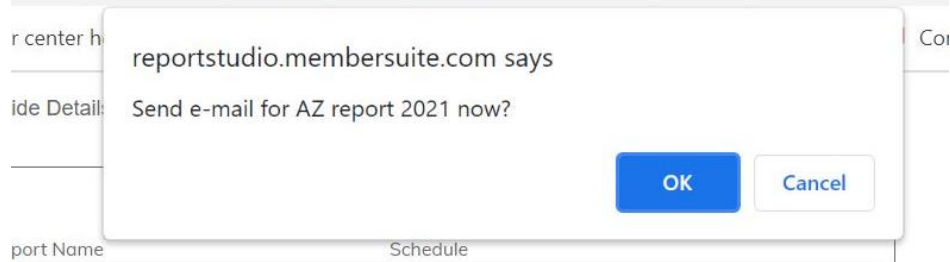 r center h
Cor
reportstudio.membersuite.com says
ide Detail
Send e-mail for AZ report 2021 now?
OK
Cancel
port Name
Schedule